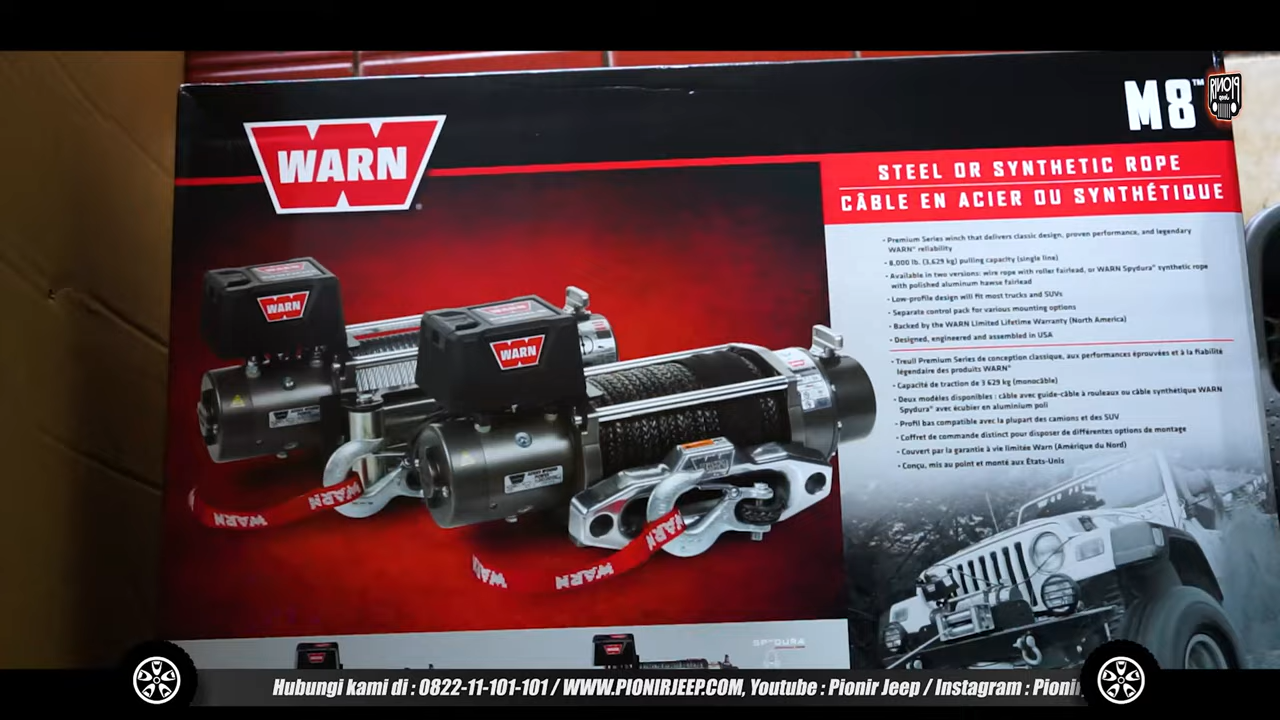 WARN
M8™
STEEL OR SYNTHETIC ROPE
CÂBLE EN ACIER OU SYNTHÉTIQUE
• Premium Series winch that delivers classic design, proven performance, and legendary
WARN® reliability
• 8,000 lb. (3,629 kg) pulling capacity (single line)
• Available in two versions: wire rope with roller fairlead, or WARN Spydura® synthetic rope
with polished aluminum hawse fairlead
• Low-profile design will fit most trucks and SUVs
• Separate control pack for various mounting options
• Backed by the WARN Limited Lifetime Warranty (North America)
• Designed, engineered and assembled in USA
• Treuil Premium Series de conception classique, aux performances éprouvées et à la fiabilité
légendaire des produits WARN®
• Capacité de traction de 3 629 kg (monocâble)
• Deux modèles disponibles : câble avec guide-câble à rouleaux ou câble synthétique WARN
Spydura® avec écubier en aluminium poli
• Profil bas compatible avec la plupart des camions et des SUV
• Coffret de commande distinct pour disposer de différentes options de montage
• Couvert par la garantie à vie limitée Warn (Amérique du Nord)
• Conçu, mis au point et monté aux États-Unis
WARN
WARN
WARN
WARN
WARN
WARN
WARN
SPYDURA
PIONIR
Jeep
Hubungi kami di : 0822-11-101-101 / WWW.PIONIRJEEP.COM, Youtube : Pionir Jeep / Instagram : Pionir